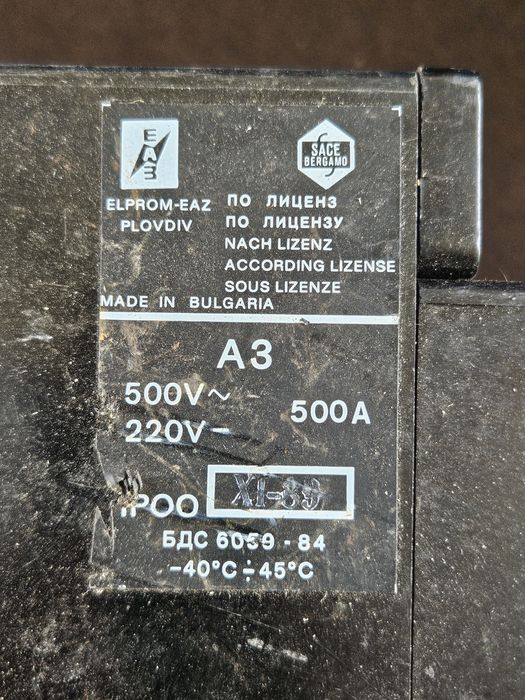 ЕАЗ
SACE
BERGAMO
ELPROM-EAZ
PLOVDIV
ПО ЛИЦЕНЗ
ПО ЛИЦЕНЗУ
NACH LIZENZ
ACCORDING LIZENSE
SOUS LIZENZE
MADE IN BULGARIA
А3
500V~
220V-
500A
IPOO
XI-89
БДС 6059 - 84
-40°C÷45°C